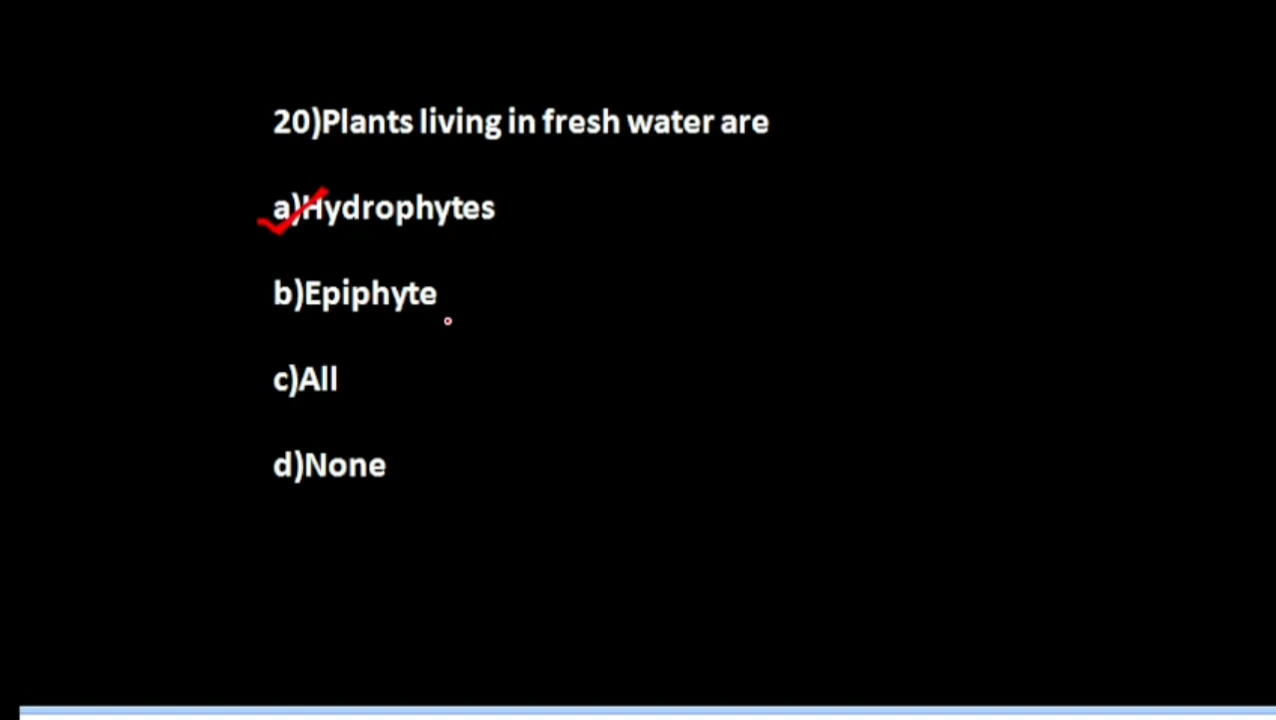 20)Plants living in fresh water are
a)Hydrophytes
b)Epiphyte
c)All
d)None